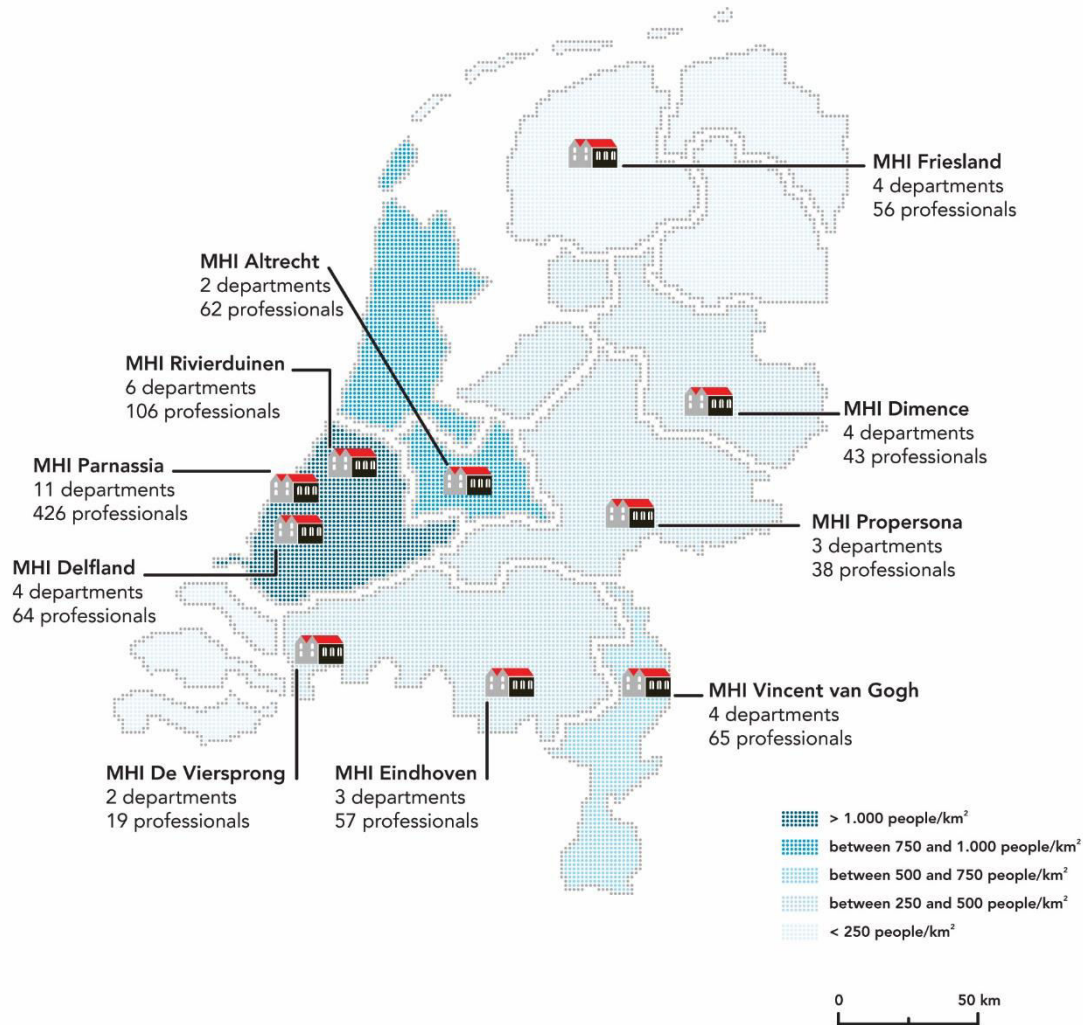 MHI Friesland
4 departments
56 professionals
MHI Altrecht
2 departments
62 professionals
MHI Rivierduinen
6 departments
106 professionals
MHI Dimence
4 departments
43 professionals
MHI Parnassia
11 departments
426 professionals
MHI Propersona
3 departments
38 professionals
MHI Delfland
4 departments
64 professionals
MHI Vincent van Gogh
4 departments
65 professionals
MHI De Viersprong
2 departments
19 professionals
MHI Eindhoven
3 departments
57 professionals
> 1.000 people/km²
between 750 and 1.000 people/km²
between 500 and 750 people/km²
between 250 and 500 people/km²
< 250 people/km²
0 50 km